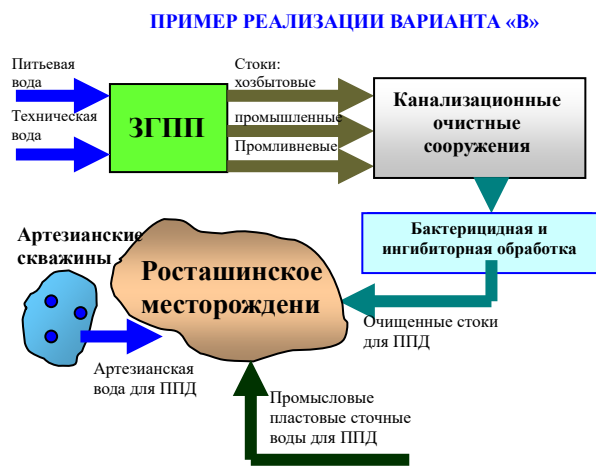 ПРИМЕР РЕАЛИЗАЦИИ ВАРИАНТА «В»
Питьевая
вода
Техническая
вода
ЗГПП
Стоки:
хозбытовые
промышленные
Промливневые
Канализационные
очистные
сооружения
Бактерицидная и
ингибиторная обработка
Артезианские
скважины
Росташинское
месторождени
Очищенные стоки
для ППД
Артезианская
вода для ППД
Промысловые
пластовые сточные
воды для ППД